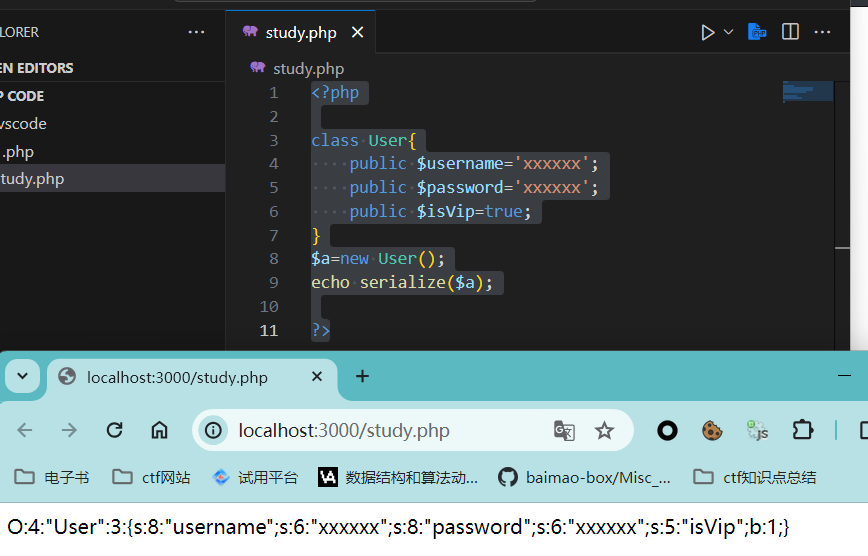 LORER
···
study.php
EN EDITORS
study.php
P CODE
vscode
.php
tudy.php
1 <?php
2
3 class User{
4 public $username='xxxxxx';
5 public $password='xxxxxx';
6 public $isVip=true;
7 }
8 $a=new User();
9 echo serialize($a);
10
11 ?>
localhost:3000/study.php
localhost:3000/study.php
电子书
ctf网站
试用平台
数据结构和算法动...
baimao-box/Misc_...
ctf知识点总结
O:4:"User":3:{s:8:"username";s:6:"xxxxxx";s:8:"password";s:6:"xxxxxx";s:5:"isVip";b:1;}